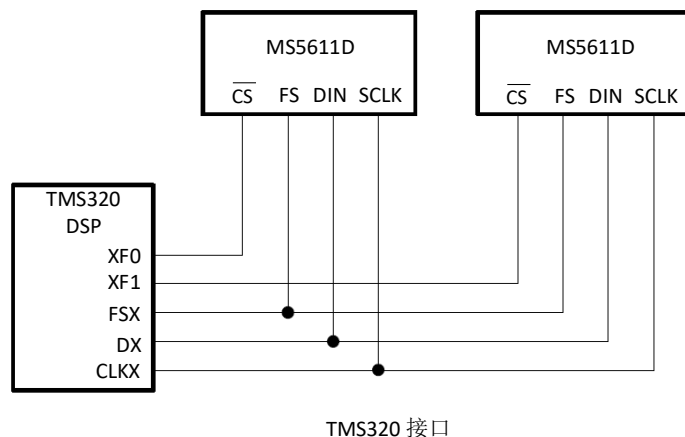 MS5611D
MS5611D
CS FS DIN SCLK
CS FS DIN SCLK
TMS320
DSP
XF0
XF1
FSX
DX
CLKX
TMS320 接口